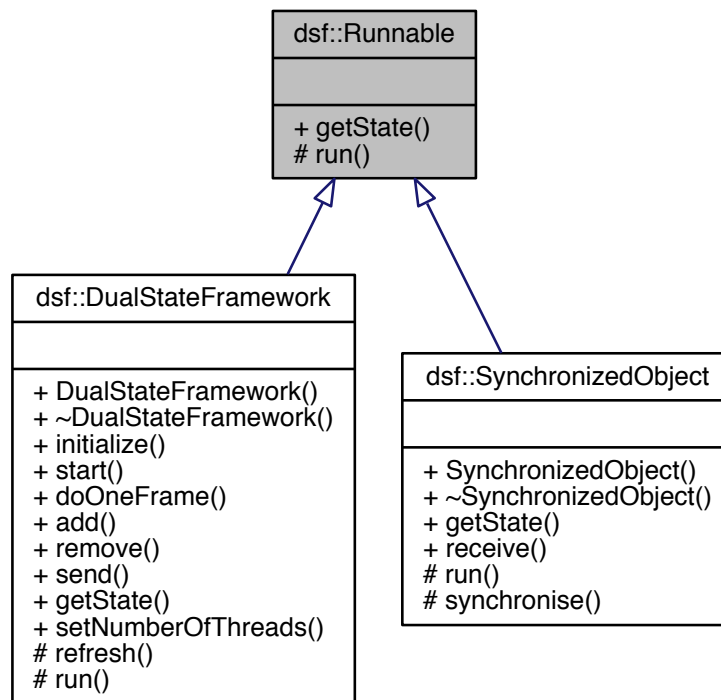 dsf::Runnable
+ getState()
# run()
dsf::DualStateFramework
+ DualStateFramework()
+ ~DualStateFramework()
+ initialize()
+ start()
+ doOneFrame()
+ add()
+ remove()
+ send()
+ getState()
+ setNumberOfThreads()
# refresh()
# run()
dsf::SynchronizedObject
+ SynchronizedObject()
+ ~SynchronizedObject()
+ getState()
+ receive()
# run()
# synchronise()